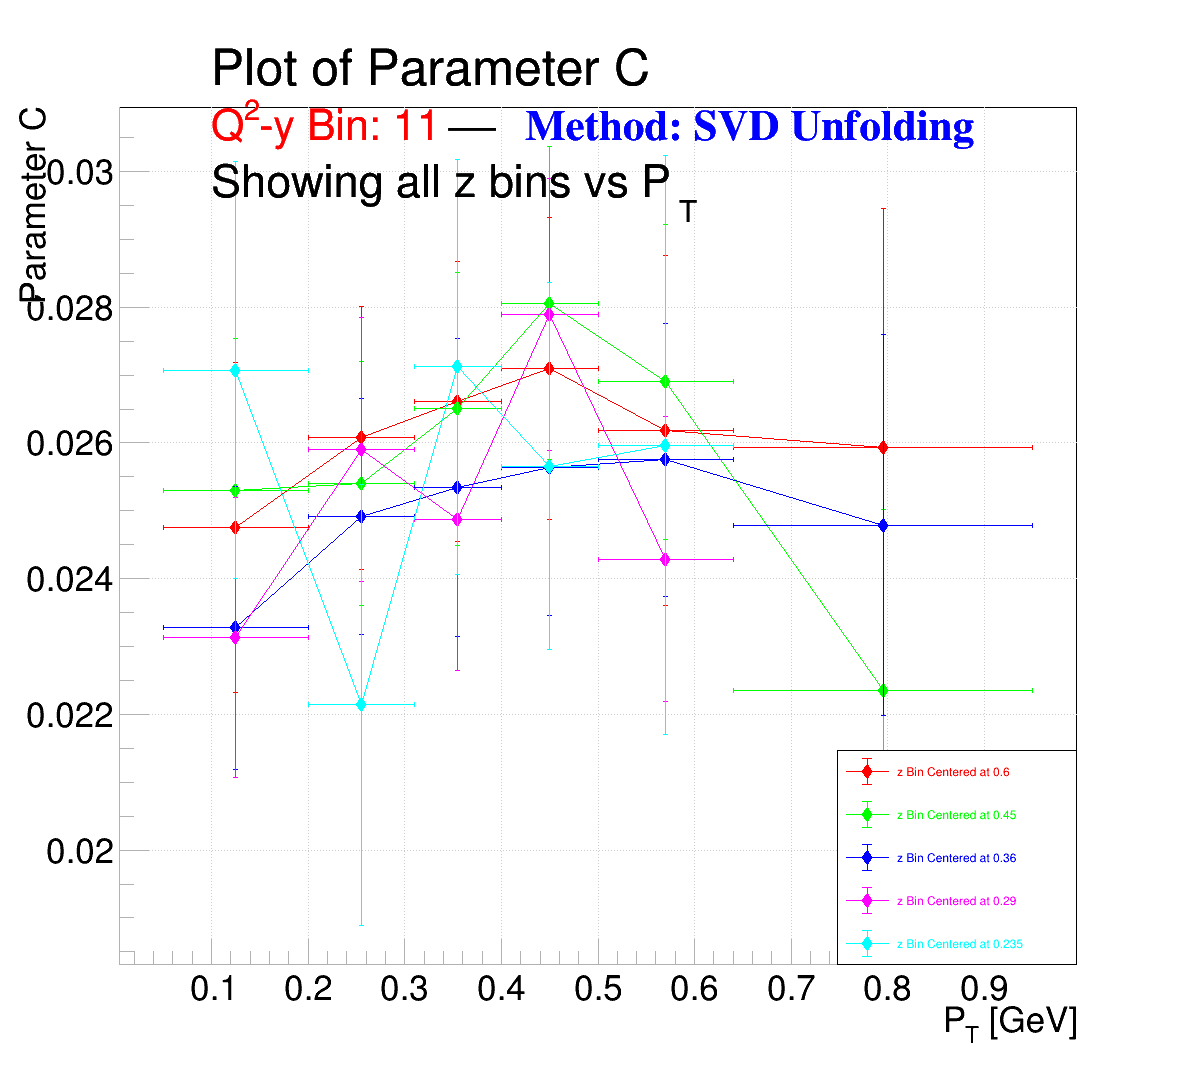 Plot of Parameter C
Q²-y Bin: 11 — Method: SVD Unfolding
Showing all z bins vs P_T
Parameter C
0.03
0.028
0.026
0.024
0.022
0.02
z Bin Centered at 0.6
z Bin Centered at 0.45
z Bin Centered at 0.36
z Bin Centered at 0.29
z Bin Centered at 0.235
0.1 0.2 0.3 0.4 0.5 0.6 0.7 0.8 0.9
P_T [GeV]